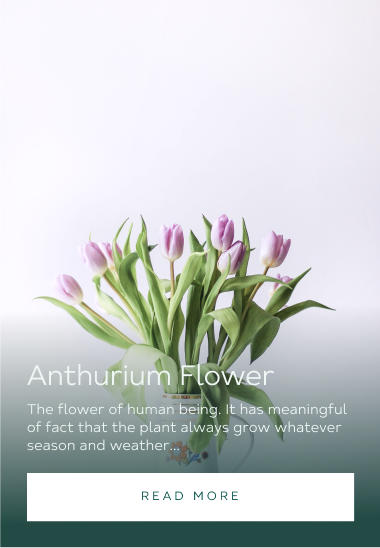 Anthurium Flower
The flower of human being. It has meaningful
of fact that the plant always grow whatever
season and weather...
READ MORE